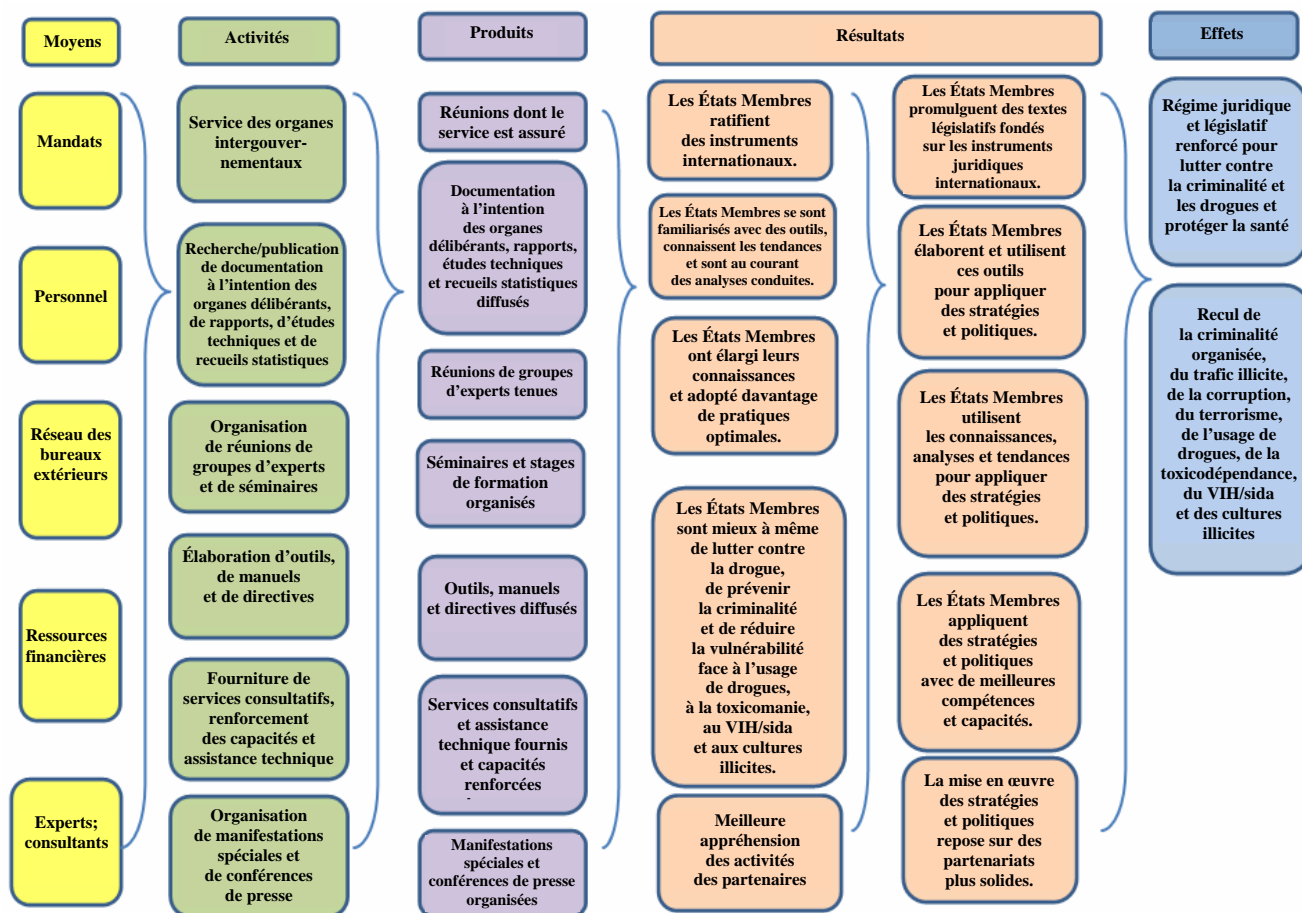 Moyens
Activités
Produits
Résultats
Effets
Mandats
Personnel
Réseau des
bureaux
extérieurs
Ressources
financières
Experts;
consultants
Service des organes
intergouver-
nementaux
Recherche/publication
de documentation
à l'intention des
organes délibérants,
de rapports, d'études
techniques et de
recueils statistiques
Organisation
de réunions de
groupes d'experts
et de séminaires
Élaboration d'outils,
de manuels
et de directives
Fourniture de
services consultatifs,
renforcement
des capacités et
assistance technique
Organisation
de manifestations
spéciales et
de conférences
de presse
Réunions dont le
service est assuré
Documentation
à l'intention
des organes
délibérants, rapports,
études techniques
et recueils statistiques
diffusés
Réunions de groupes
d'experts tenues
Séminaires et stages
de formation
organisés
Outils, manuels
et directives diffusés
Services consultatifs
et assistance
technique fournis
et capacités
renforcées
Manifestations
spéciales et
conférences de presse
organisées
Les États Membres
ratifient
des instruments
internationaux.
Les États Membres se sont
familiarisés avec des outils,
connaissent les tendances
et sont au courant
des analyses conduites.
Les États Membres
ont élargi leurs
connaissances
et adopté davantage
de pratiques
optimales.
Les États Membres
sont mieux à même
de lutter contre
la drogue,
de prévenir
la criminalité
et de réduire
la vulnérabilité
face à l'usage
de drogues,
à la toxicomanie,
au VIH/sida
et aux cultures
illicites.
Meilleure
appréhension
des activités
des partenaires
Les États Membres
promulguent des textes
législatifs fondés
sur les instruments
juridiques
internationaux.
Les États Membres
élaborent et utilisent
ces outils
pour appliquer
des stratégies
et politiques.
Les États Membres
utilisent
les connaissances,
analyses et tendances
pour appliquer
des stratégies
et politiques.
Les États Membres
appliquent
des stratégies
et politiques
avec de meilleures
compétences
et capacités.
La mise en œuvre
des stratégies
et politiques
repose sur des
partenariats
plus solides.
Régime juridique
et législatif
renforcé pour
lutter contre
la criminalité et
les drogues et
protéger la santé
Recul de
la criminalité
organisée,
du trafic illicite,
de la corruption,
du terrorisme,
de l'usage de
drogues, de la
toxicodépendance,
du VIH/sida
et des cultures
illicites